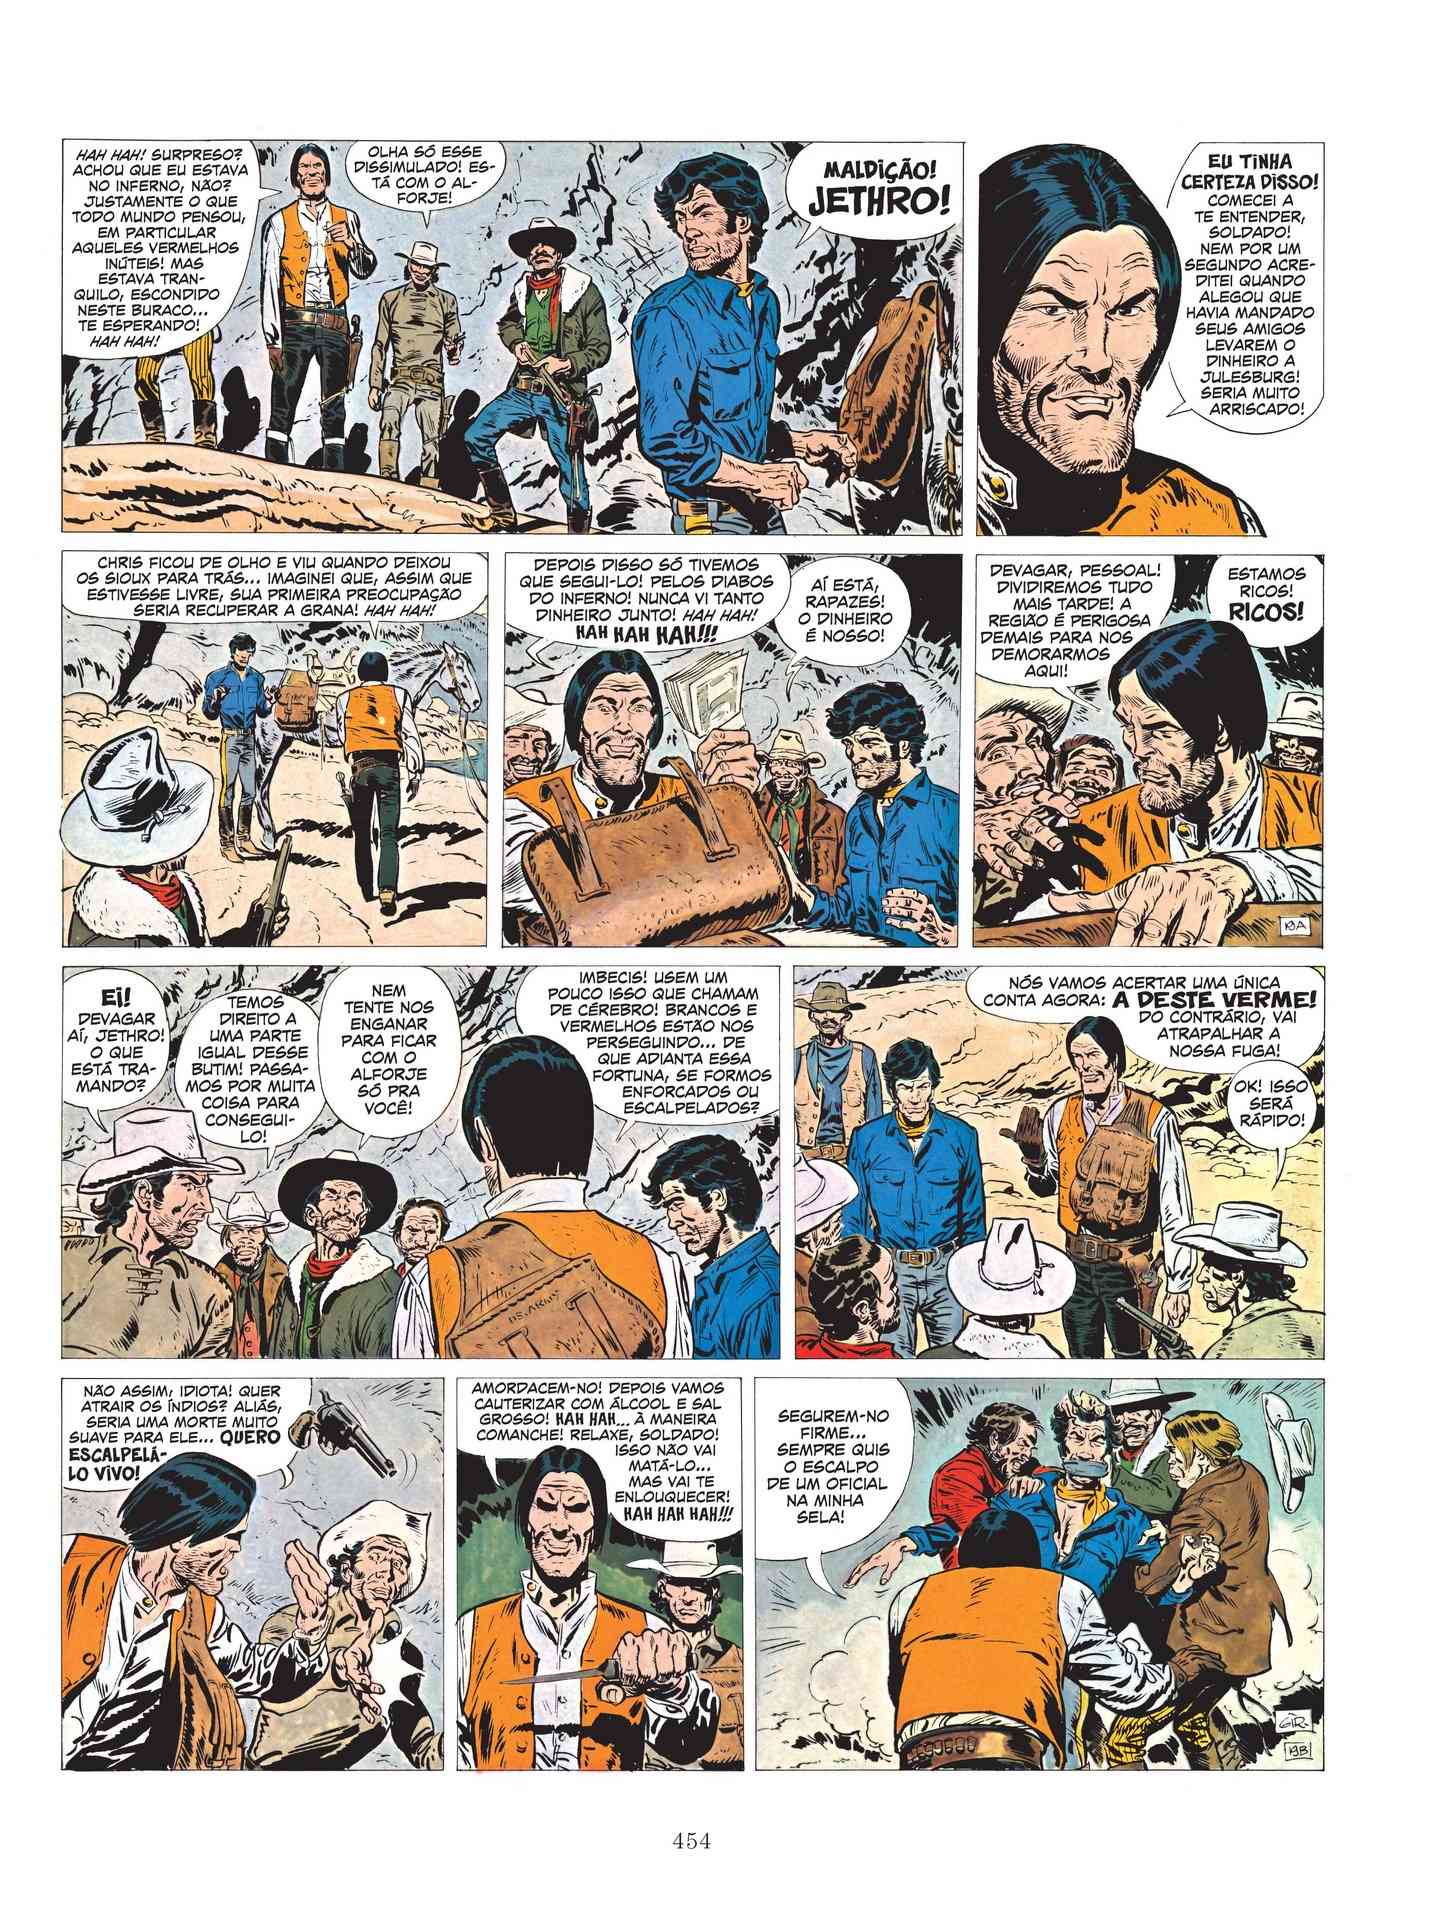 HAH HAH! SURPRESO?
ACHOU QUE EU ESTAVA
NO INFERNO, NÃO?
JUSTAMENTE O QUE
TODO MUNDO PENSOU,
EM PARTICULAR
AQUELES VERMELHOS
INÚTEIS! MAS
ESTAVA TRAN-
QUILO, ESCONDIDO
NESTE BURACO...
TE ESPERANDO!
HAH HAH!
OLHA SÓ ESSE
DISSIMULADO! ES-
TÁ COM O AL-
FORJE!
MALDIÇÃO!
JETHRO!
EU TINHA
CERTEZA DISSO!
COMECEI A
TE ENTENDER,
SOLDADO!
NEM POR UM
SEGUNDO ACRE-
DITEI QUANDO
ALEGOU QUE
HAVIA MANDADO
SEUS AMIGOS
LEVAREM O
DINHEIRO A
JULESBURG!
SERIA MUITO
ARRISCADO!
CHRIS FICOU DE OLHO E VIU QUANDO DEIXOU
OS SIOUX PARA TRÁS... IMAGINEI QUE, ASSIM QUE
ESTIVESSE LIVRE, SUA PRIMEIRA PREOCUPAÇÃO
SERIA RECUPERAR A GRANA! HAH HAH!
DEPOIS DISSO SÓ TIVEMOS
QUE SEGUI-LO! PELOS DIABOS
DO INFERNO! NUNCA VI TANTO
DINHEIRO JUNTO! HAH HAH!
HAH HAH HAH!!!
AÍ ESTÁ,
RAPAZES!
O DINHEIRO
É NOSSO!
DEVAGAR, PESSOAL!
DIVIDIREMOS TUDO
MAIS TARDE! A
REGIÃO É PERIGOSA
DEMAIS PARA NOS
DEMORARMOS
AQUI!
ESTAMOS
RICOS!
RICOS!
19A
EI!
DEVAGAR
AÍ, JETHRO!
O QUE
ESTÁ TRA-
MANDO?
TEMOS
DIREITO A
UMA PARTE
IGUAL DESSE
BUTIM! PASSA-
MOS POR MUITA
COISA PARA
CONSEGUI-
LO!
NEM
TENTE NOS
ENGANAR
PARA FICAR
COM O
ALFORJE
SÓ PRA
VOCÊ!
IMBECIS! USEM UM
POUCO ISSO QUE CHAMAM
DE CÉREBRO! BRANCOS E
VERMELHOS ESTÃO NOS
PERSEGUINDO... DE
QUE ADIANTA ESSA
FORTUNA, SE FORMOS
ENFORCADOS OU
ESCALPELADOS?
US. ARMY
NÓS VAMOS ACERTAR UMA ÚNICA
CONTA AGORA: A DESTE VERME!
DO CONTRÁRIO, VAI
ATRAPALHAR A
NOSSA FUGA!
OK! ISSO
SERÁ
RÁPIDO!
NÃO ASSIM, IDIOTA! QUER
ATRAIR OS ÍNDIOS? ALIÁS,
SERIA UMA MORTE MUITO
SUAVE PARA ELE... QUERO
ESCALPELÁ-
LO VIVO!
AMORDACEM-NO! DEPOIS VAMOS
CAUTERIZAR COM ÁLCOOL E SAL
GROSSO! HAH HAH... À MANEIRA
COMANCHE! RELAXE, SOLDADO!
ISSO NÃO VAI
MATÁ-LO...
MAS VAI TE
ENLOUQUECER!
HAH HAH HAH!!!
SEGUREM-NO
FIRME...
SEMPRE QUIS
O ESCALPO
DE UM OFICIAL
NA MINHA
SELA!
GIR.
19B
454